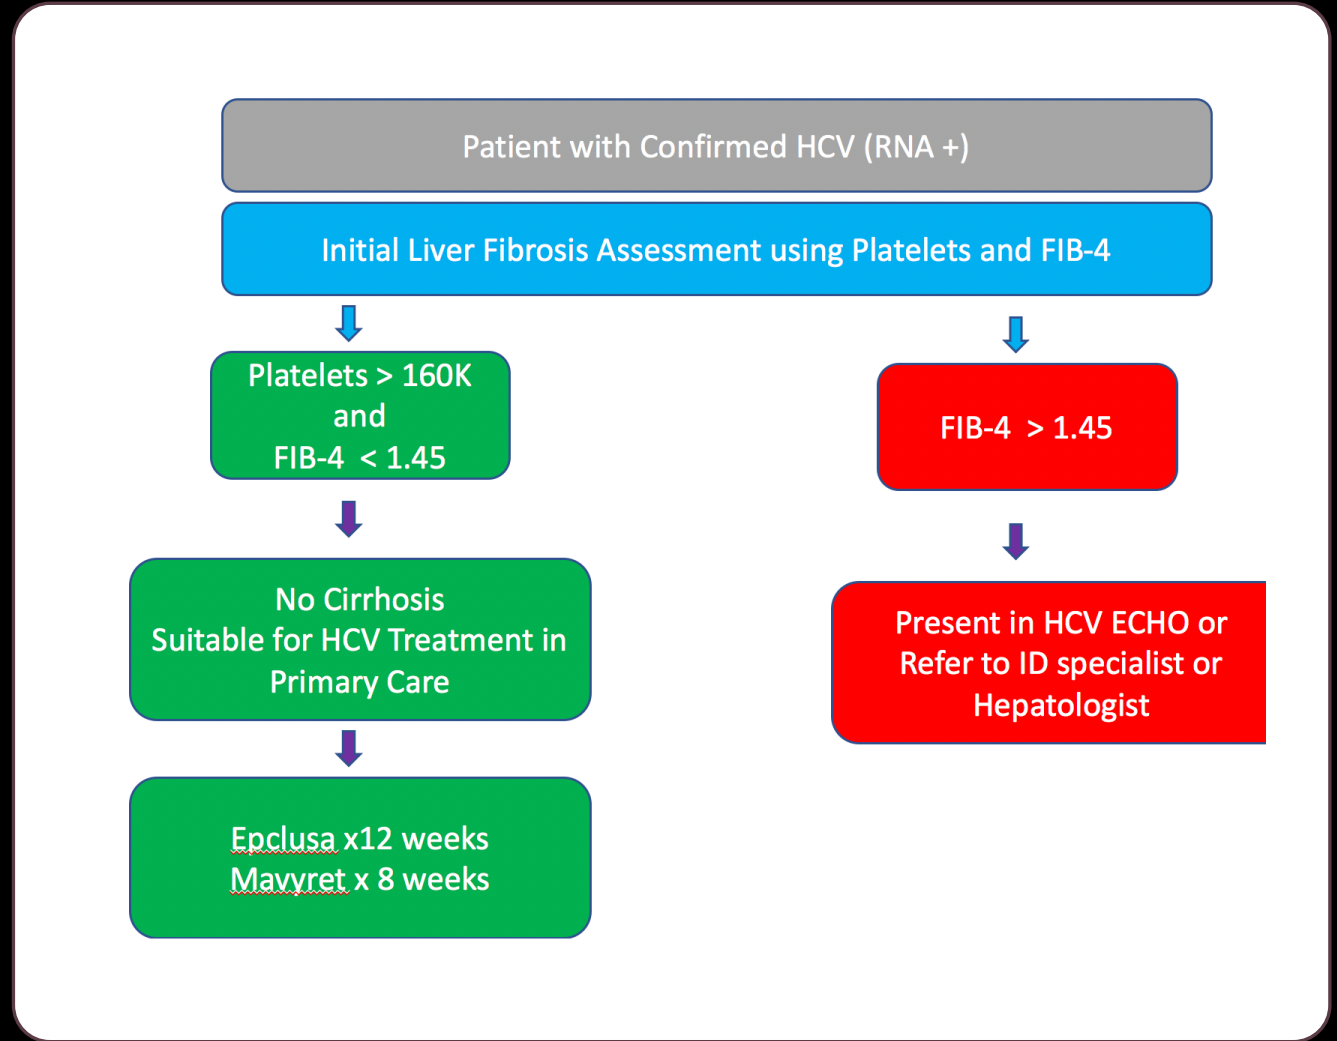 Patient with Confirmed HCV (RNA +)
Initial Liver Fibrosis Assessment using Platelets and FIB-4
Platelets > 160K
and
FIB-4 < 1.45
FIB-4 > 1.45
No Cirrhosis
Suitable for HCV Treatment in
Primary Care
Present in HCV ECHO or
Refer to ID specialist or
Hepatologist
Epclusa x12 weeks
Mavyret x 8 weeks